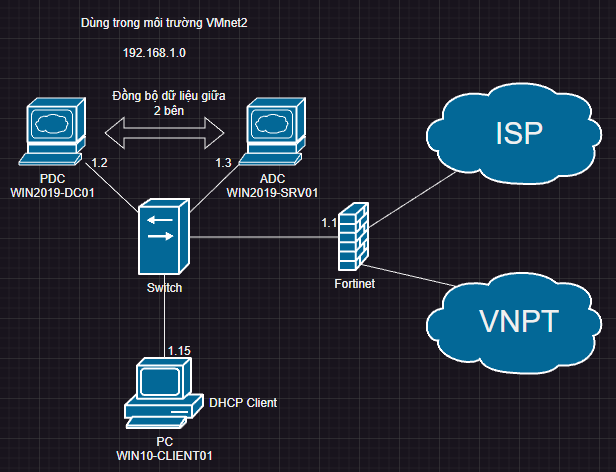 Dùng trong môi trường VMnet2
192.168.1.0
Đồng bộ dữ liệu giữa
2 bên
ISP
1.2
1.3
PDC
WIN2019-DC01
ADC
WIN2019-SRV01
1.1
Switch
Fortinet
VNPT
1.15
DHCP Client
PC
WIN10-CLIENT01